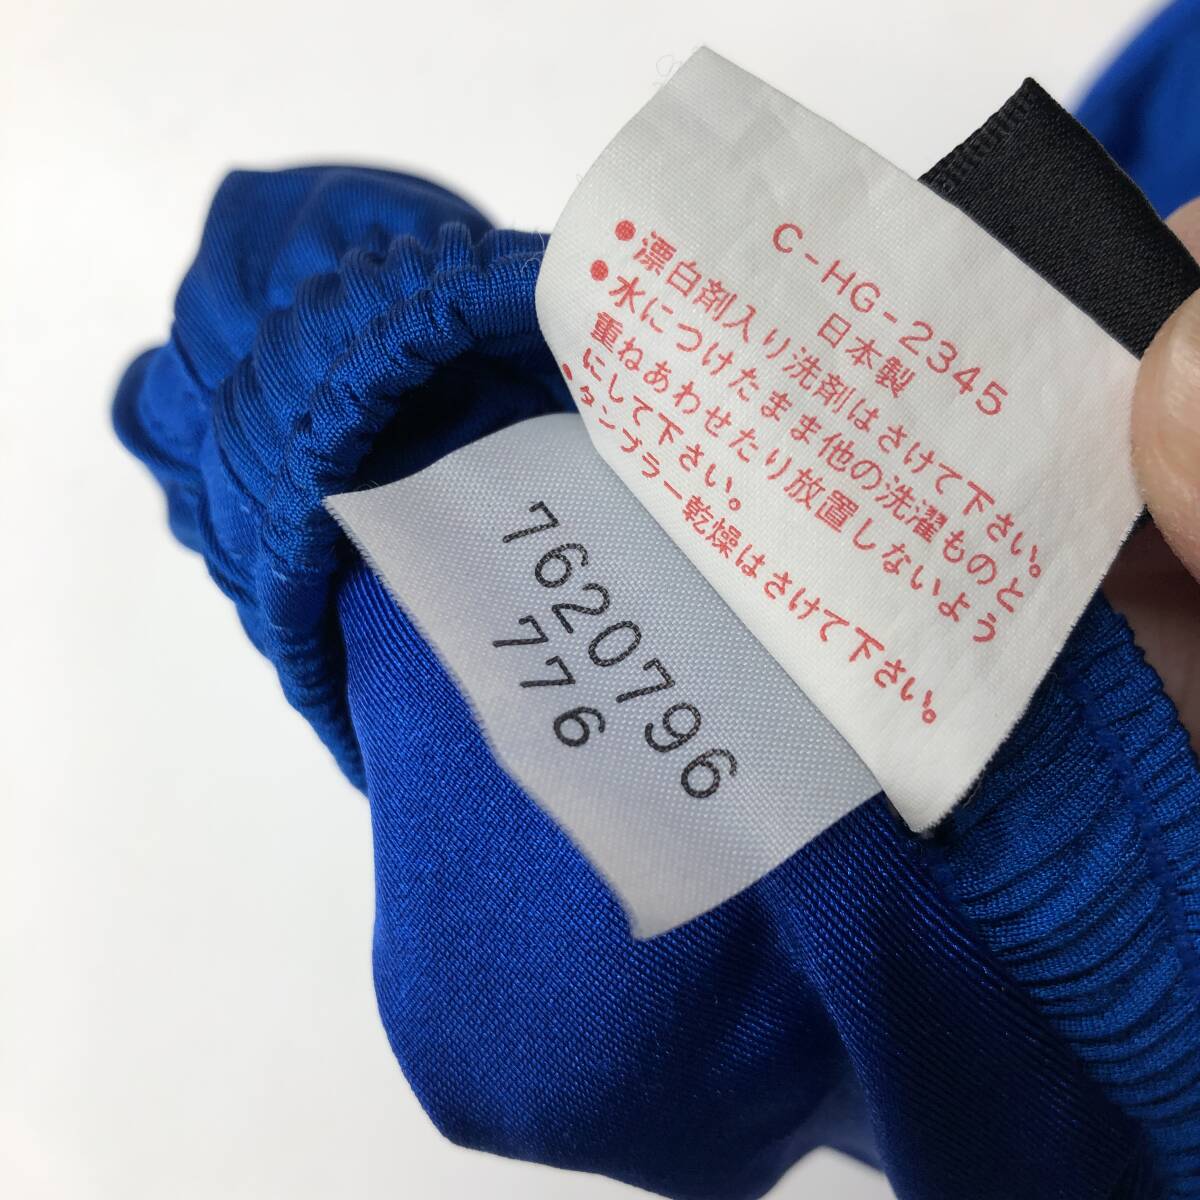 C-HG-2345
日本製
●漂白剤入り洗剤はさけて下さい。
●水につけたまま他の洗濯ものと
重ねあわせたり放置しないよう
にして下さい。
●タンブラー乾燥はさけて下さい。
7620796
776